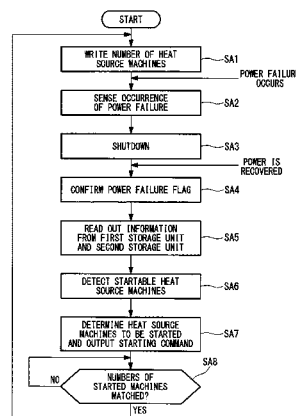 START
WRITE NUMBER OF HEAT
SOURCE MACHINES
SA1
POWER FAILUR
OCCURS
SENSE OCCURRENCE
OF POWER FAILURE
SA2
SHUTDOWN
SA3
POWER IS
RECOVERED
CONFIRM POWER FAILURE FLAG
SA4
READ OUT INFORMATION
FROM FIRST STORAGE UNIT
AND SECOND STORAGE UNIT
SA5
DETECT STARTABLE HEAT
SOURCE MACHINES
SA6
DETERMINE HEAT SOURCE
MACHINES TO BE STARTED
AND OUTPUT STARTING COMMAND
SA7
SA8
NUMBERS OF
STARTED MACHINES
MATCHED?
NO
YES